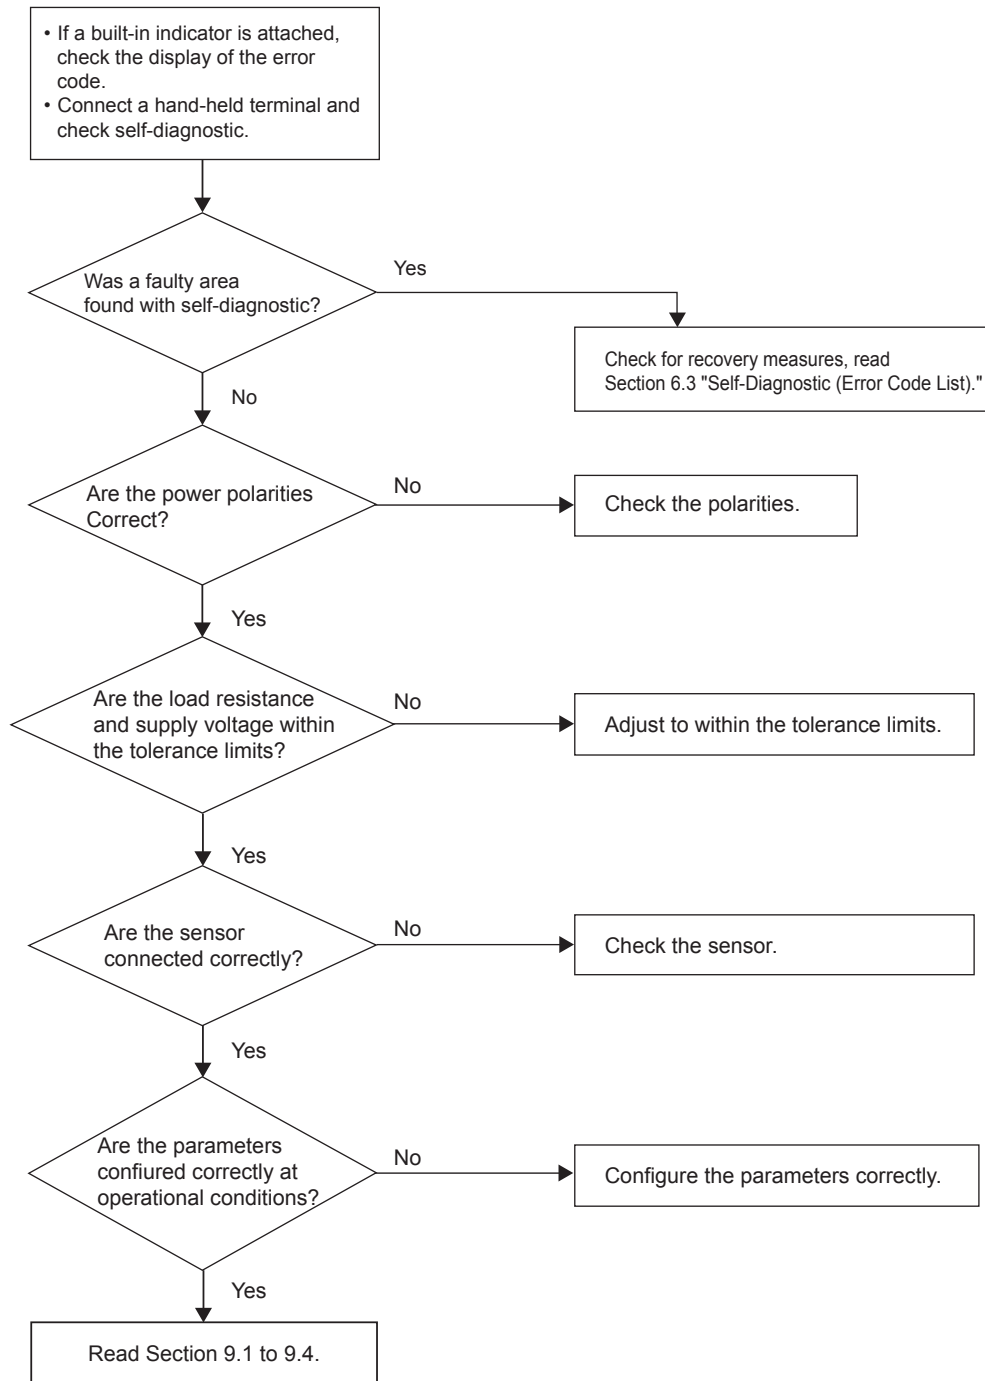 • If a built-in indicator is attached,
check the display of the error
code.
• Connect a hand-held terminal and
check self-diagnostic.
Was a faulty area
found with self-diagnostic?
Yes
Check for recovery measures, read
Section 6.3 "Self-Diagnostic (Error Code List)."
No
Are the power polarities
Correct?
No
Check the polarities.
Yes
Are the load resistance
and supply voltage within
the tolerance limits?
No
Adjust to within the tolerance limits.
Yes
Are the sensor
connected correctly?
No
Check the sensor.
Yes
Are the parameters
confiured correctly at
operational conditions?
No
Configure the parameters correctly.
Yes
Read Section 9.1 to 9.4.